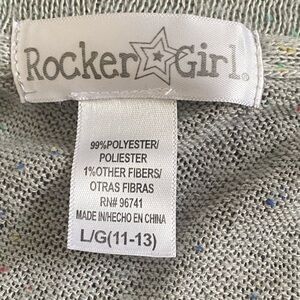 Rocker Girl®
99%POLYESTER/
POLIESTER
1%OTHER FIBERS/
OTRAS FIBRAS
RN# 96741
MADE IN/HECHO EN CHINA
L/G(11-13)